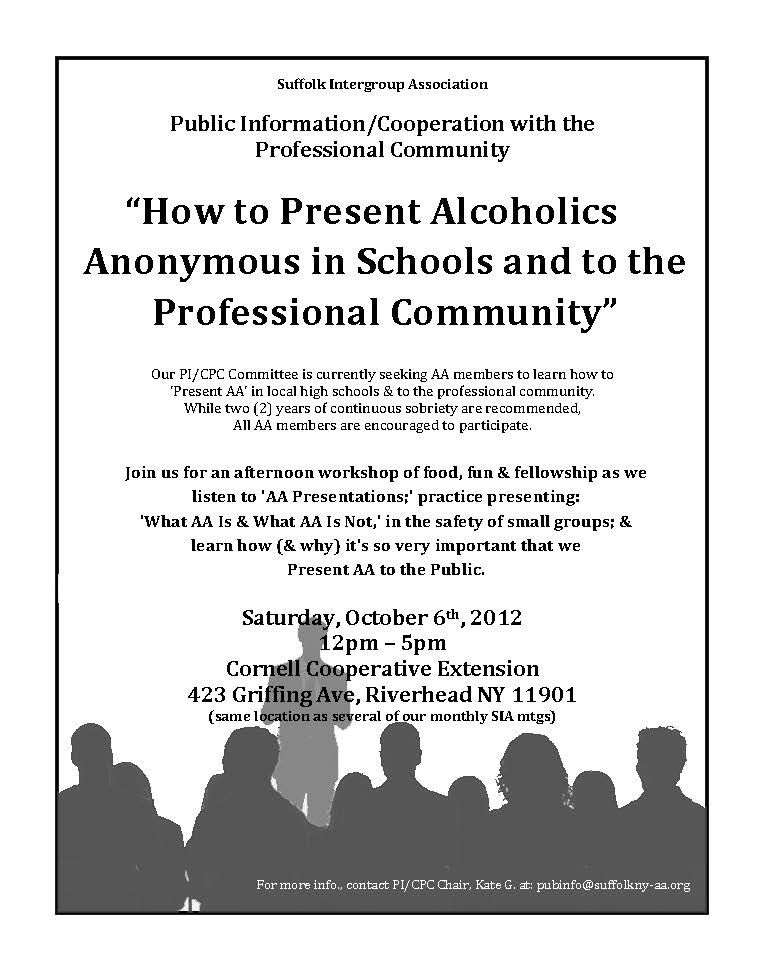 Suffolk Intergroup Association
Public Information/Cooperation with the
Professional Community
“How to Present Alcoholics
Anonymous in Schools and to the
Professional Community”
Our PI/CPC Committee is currently seeking AA members to learn how to
‘Present AA’ in local high schools & to the professional community.
While two (2) years of continuous sobriety are recommended,
All AA members are encouraged to participate.
Join us for an afternoon workshop of food, fun & fellowship as we
listen to 'AA Presentations;' practice presenting:
'What AA Is & What AA Is Not,' in the safety of small groups; &
learn how (& why) it's so very important that we
Present AA to the Public.
Saturday, October 6th, 2012
12pm – 5pm
Cornell Cooperative Extension
423 Griffing Ave, Riverhead NY 11901
(same location as several of our monthly SIA mtgs)
For more info., contact PI/CPC Chair, Kate G. at: pubinfo@suffolkny-aa.org